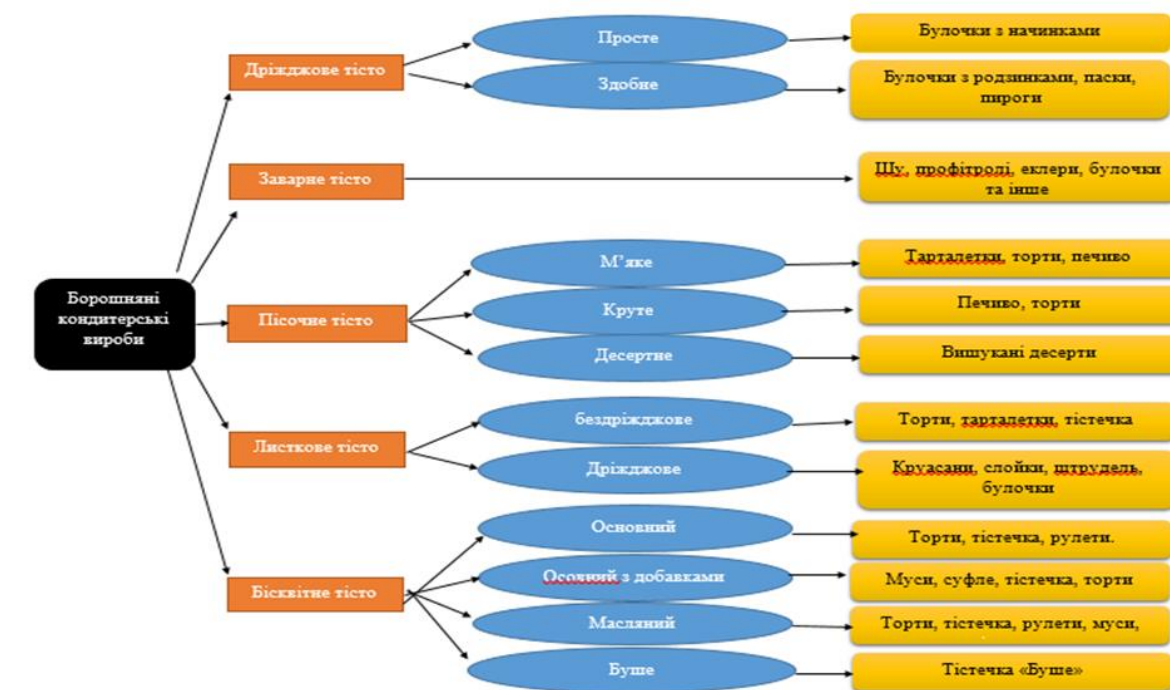 Борошняні
кондитерські
вироби
Дріжджове тісто
Просте
Булочки з начинками
Здобне
Булочки з родзинками, паски,
пироги
Заварне тісто
Шу, профітролі, еклери, булочки
та інше
Пісочне тісто
М’яке
Тарталетки, торти, печиво
Круте
Печиво, торти
Десертне
Вишукані десерти
Листкове тісто
бездріжджове
Торти, тарталетки, тістечка
Дріжджове
Круасани, слойки, штрудель,
булочки
Бісквітне тісто
Основний
Торти, тістечка, рулети.
Осовний з добавками
Муси, суфле, тістечка, торти
Масляний
Торти, тістечка, рулети, муси,
Буше
Тістечка «Буше»